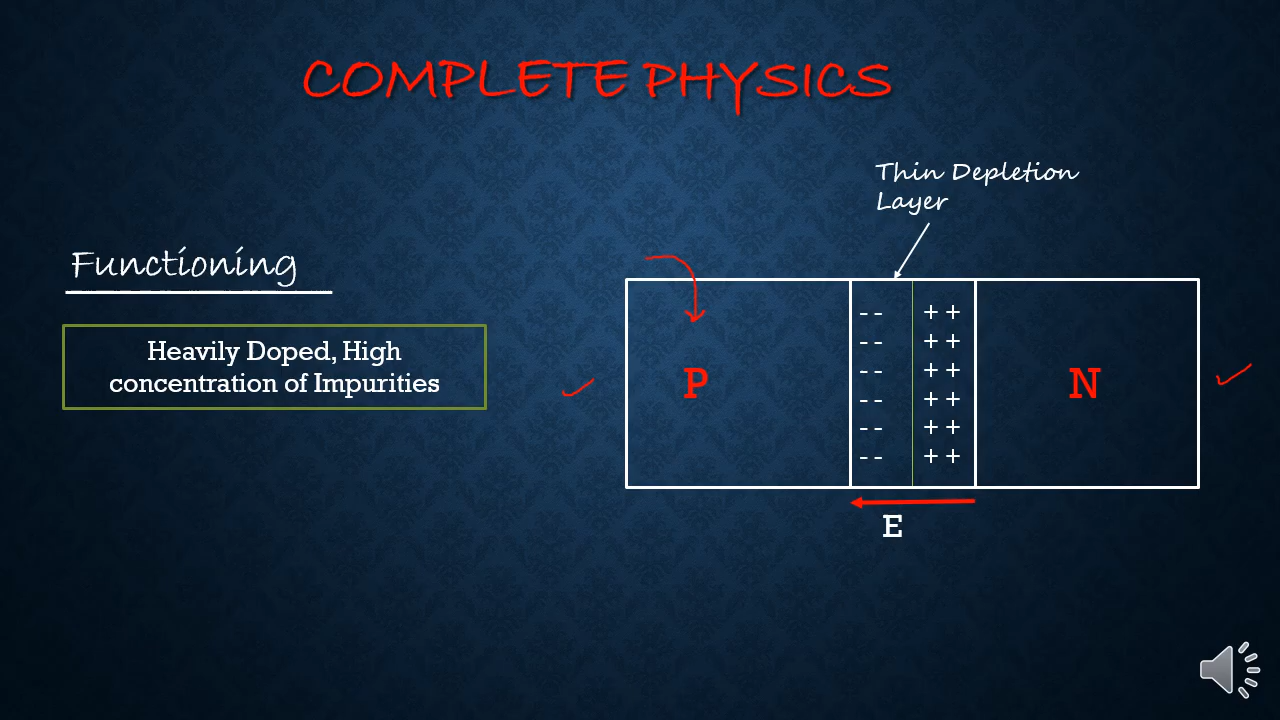 COMPLETE PHYSICS
Thin Depletion
Layer
Functioning
Heavily Doped, High
concentration of Impurities
P
N
- - + +
- - + +
- - + +
- - + +
- - + +
- - + +
E